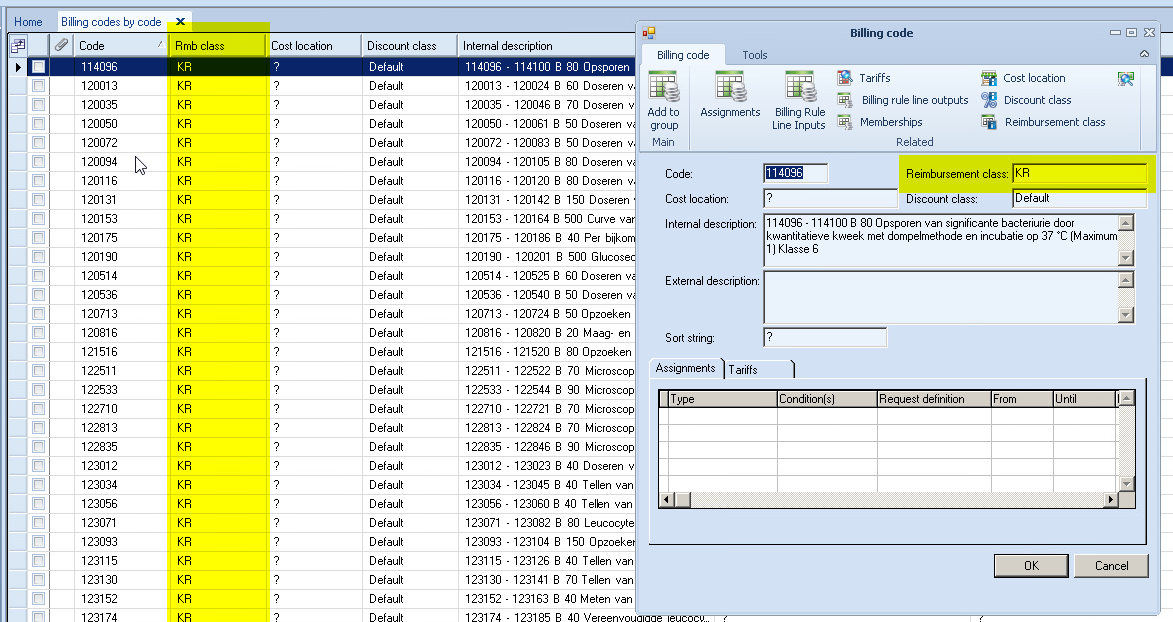 Home
Billing codes by code
Code Rmb class Cost location Discount class Internal description
114096 KR ? Default 114096 - 114100 B 80 Opsporen
120013 KR ? Default 120013 - 120024 B 60 Doseren
120035 KR ? Default 120035 - 120046 B 70 Doseren
120050 KR ? Default 120050 - 120061 B 50 Doseren
120072 KR ? Default 120072 - 120083 B 50 Doseren
120094 KR ? Default 120094 - 120105 B 80 Doseren
120116 KR ? Default 120116 - 120120 B 80 Doseren
120131 KR ? Default 120131 - 120142 B 150 Doseren
120153 KR ? Default 120153 - 120164 B 500 Curve van
120175 KR ? Default 120175 - 120186 B 40 Per bijkom
120190 KR ? Default 120190 - 120201 B 500 Glucosec
120514 KR ? Default 120514 - 120525 B 60 Doseren
120536 KR ? Default 120536 - 120540 B 50 Doseren
120713 KR ? Default 120713 - 120724 B 50 Opzoeken
120816 KR ? Default 120816 - 120820 B 20 Maag- en
121516 KR ? Default 121516 - 121520 B 80 Opzoeken
122511 KR ? Default 122511 - 122522 B 70 Microscop
122533 KR ? Default 122533 - 122544 B 90 Microscop
122710 KR ? Default 122710 - 122721 B 70 Microscop
122813 KR ? Default 122813 - 122824 B 70 Microscop
122835 KR ? Default 122835 - 122846 B 90 Microscop
123012 KR ? Default 123012 - 123023 B 40 Doseren v
123034 KR ? Default 123034 - 123045 B 40 Tellen van
123056 KR ? Default 123056 - 123060 B 40 Tellen van
123071 KR ? Default 123071 - 123082 B 80 Leucocyte
123093 KR ? Default 123093 - 123104 B 150 Opzoeken
123115 KR ? Default 123115 - 123126 B 40 Tellen van
123130 KR ? Default 123130 - 123141 B 70 Tellen van
123152 KR ? Default 123152 - 123163 B 40 Meten van
123174 KR ? Default 123174 - 123185 B 40 Vereenvoudigde leucocy... ? ?
Billing code
Billing code Tools
Add to group
Main
Assignments
Billing Rule Line Inputs
Tariffs
Billing rule line outputs
Memberships
Cost location
Discount class
Reimbursement class
Related
Code: 114096 Reimbursement class: KR
Cost location: ? Discount class: Default
Internal description: 114096 - 114100 B 80 Opsporen van significante bacteriurie door
kwantitatieve kweek met dompelmethode en incubatie op 37 °C (Maximum
1) Klasse 6
External description:
Sort string: ?
Assignments Tariffs
Type Condition(s) Request definition From Until
OK Cancel